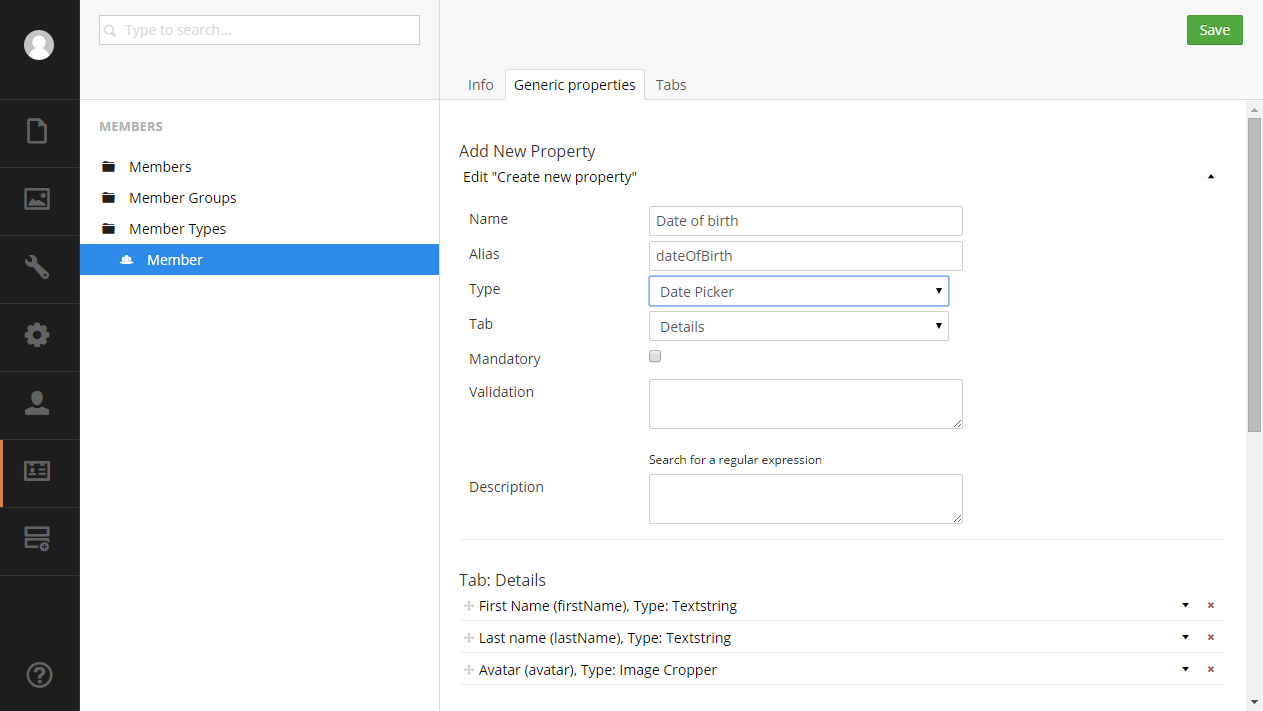 Type to search...
Save
Info
Generic properties
Tabs
MEMBERS
Members
Member Groups
Member Types
Member
Add New Property
Edit "Create new property"
Name
Date of birth
Alias
dateOfBirth
Type
Date Picker
Tab
Details
Mandatory
Validation
Search for a regular expression
Description
Tab: Details
First Name (firstName), Type: Textstring
Last name (lastName), Type: Textstring
Avatar (avatar), Type: Image Cropper